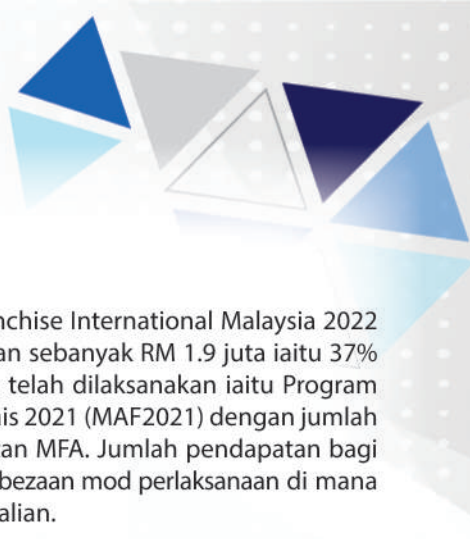 nchise International Malaysia 2022
an sebanyak RM 1.9 juta iaitu 37%
telah dilaksanakan iaitu Program
is 2021 (MAF2021) dengan jumlah
an MFA. Jumlah pendapatan bagi
bezaan mod perlaksanaan di mana
alian.